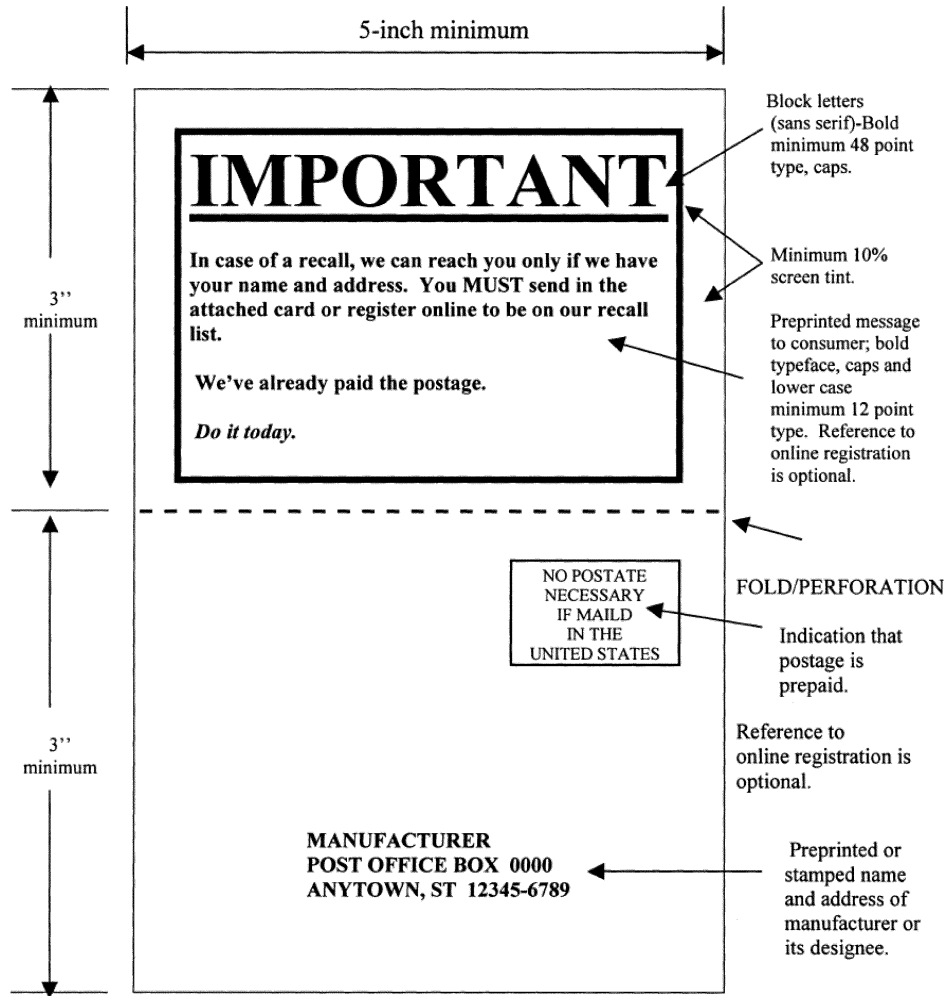 5-inch minimum
Block letters
(sans serif)-Bold
minimum 48 point
type, caps.
IMPORTANT
Minimum 10%
screen tint.
In case of a recall, we can reach you only if we have
your name and address.  You MUST send in the
attached card or register online to be on our recall
list.
We've already paid the postage.
Do it today.
3’’
minimum
Preprinted message
to consumer; bold
typeface, caps and
lower case
minimum 12 point
type.  Reference to
online registration
is optional.
FOLD/PERFORATION
NO POSTATE
NECESSARY
IF MAILD
IN THE
UNITED STATES
Indication that
postage is
prepaid.
Reference to
online registration is
optional.
3’’
minimum
MANUFACTURER
POST OFFICE BOX  0000
ANYTOWN, ST  12345-6789
Preprinted or
stamped name
and address of
manufacturer or
its designee.